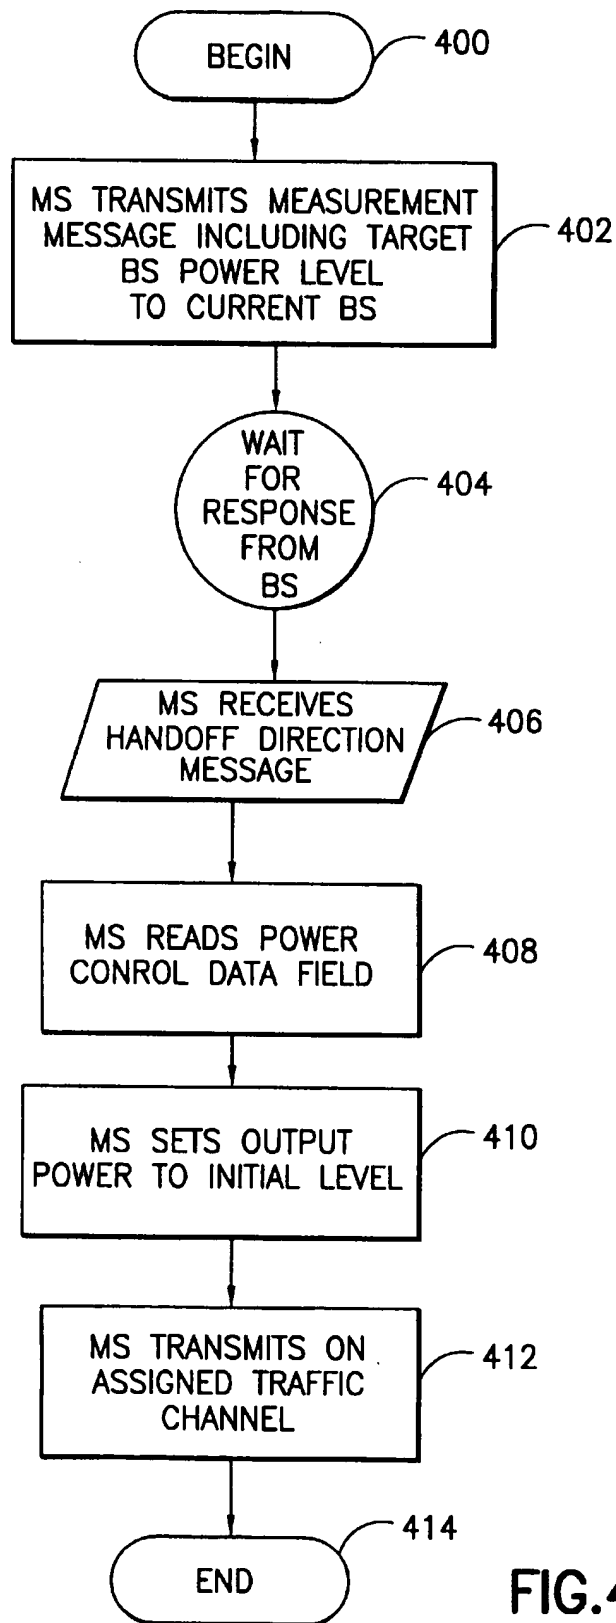 BEGIN
400
MS TRANSMITS MEASUREMENT
MESSAGE INCLUDING TARGET
BS POWER LEVEL
TO CURRENT BS
402
WAIT
FOR
RESPONSE
FROM
BS
404
MS RECEIVES
HANDOFF DIRECTION
MESSAGE
406
MS READS POWER
CONROL DATA FIELD
408
MS SETS OUTPUT
POWER TO INITIAL LEVEL
410
MS TRANSMITS ON
ASSIGNED TRAFFIC
CHANNEL
412
END
414
FIG.4